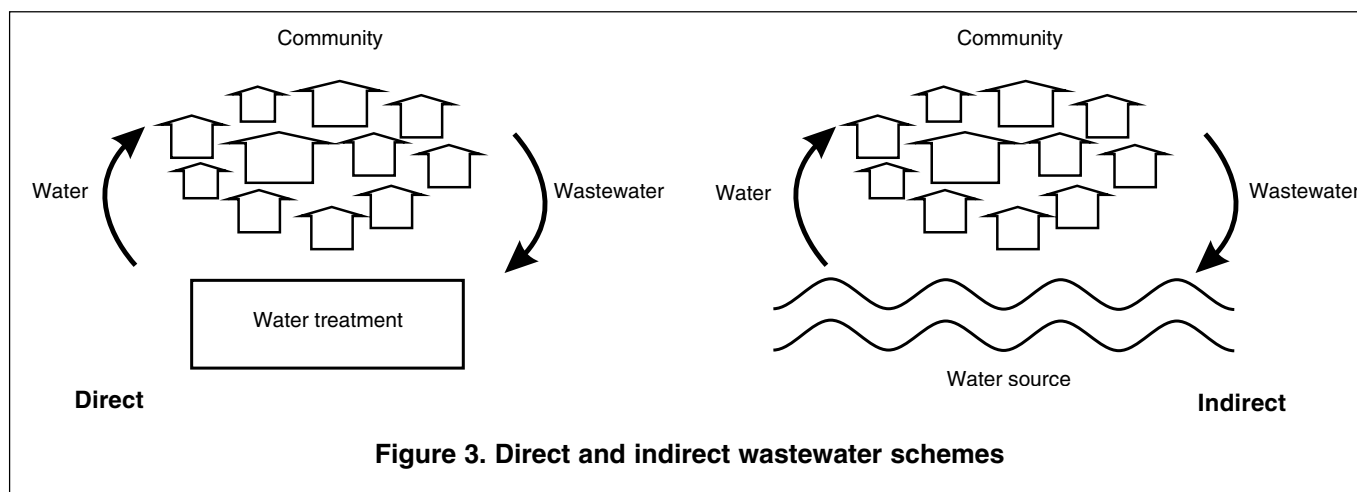 Community
Water
Wastewater
Water treatment
Direct
Community
Water
Wastewater
Water source
Indirect
Figure 3. Direct and indirect wastewater schemes